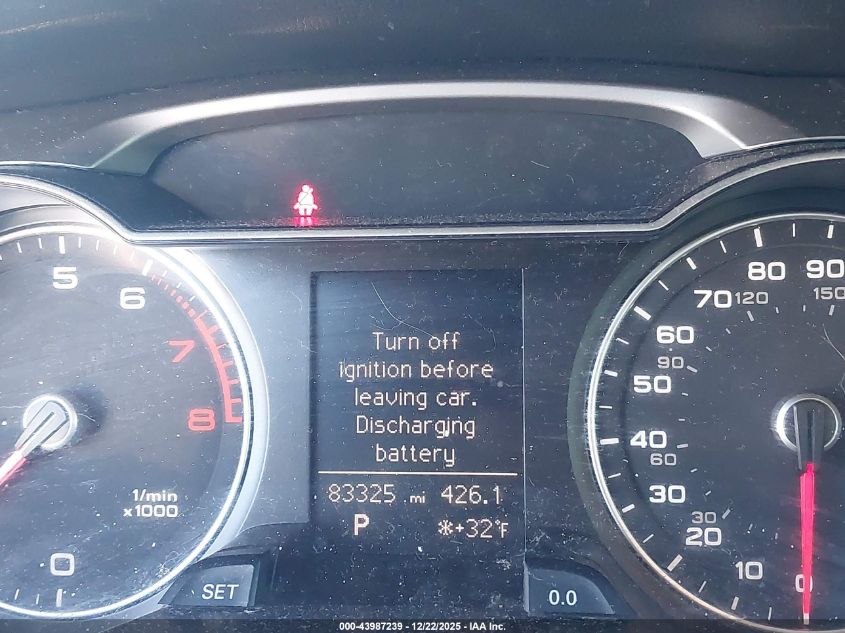 5
6
7
8
1/min
x1000
0
SET
Turn off
ignition before
leaving car.
Discharging
battery
83325 mi 426.1
P *+32°F
0.0
0
10
20
30
30
40
60
50
90
60
70 120
80
90
150
000-43987239 - 12/22/2025 - IAA Inc.